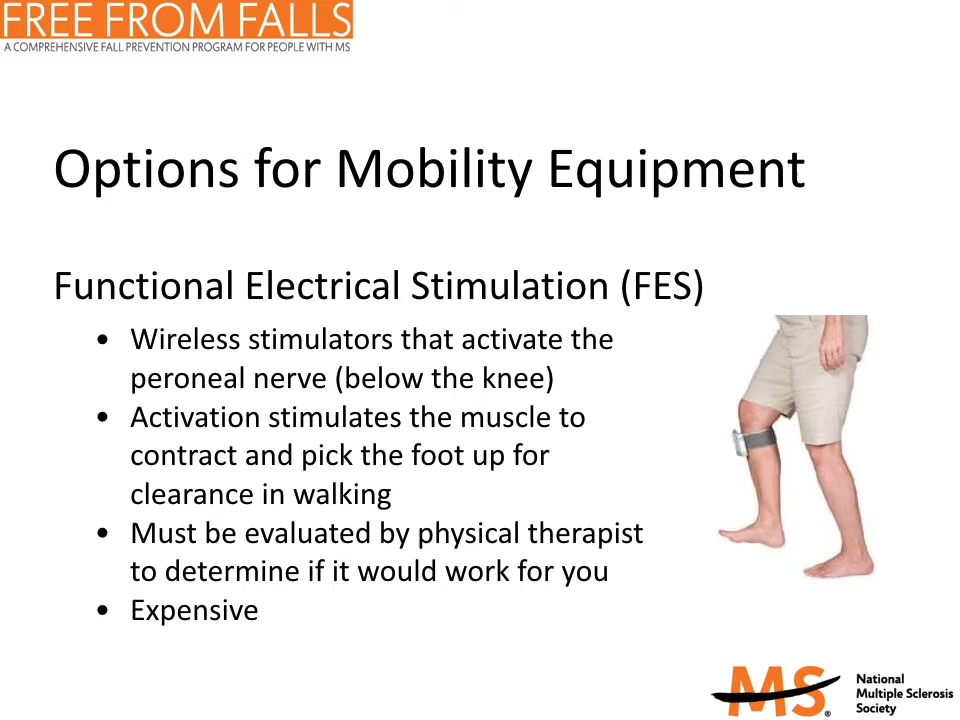 FREE FROM FALLS
A COMPREHENSIVE FALL PREVENTION PROGRAM FOR PEOPLE WITH MS
Options for Mobility Equipment
Functional Electrical Stimulation (FES)
• Wireless stimulators that activate the
peroneal nerve (below the knee)
• Activation stimulates the muscle to
contract and pick the foot up for
clearance in walking
• Must be evaluated by physical therapist
to determine if it would work for you
• Expensive
MS®
National
Multiple Sclerosis
Society